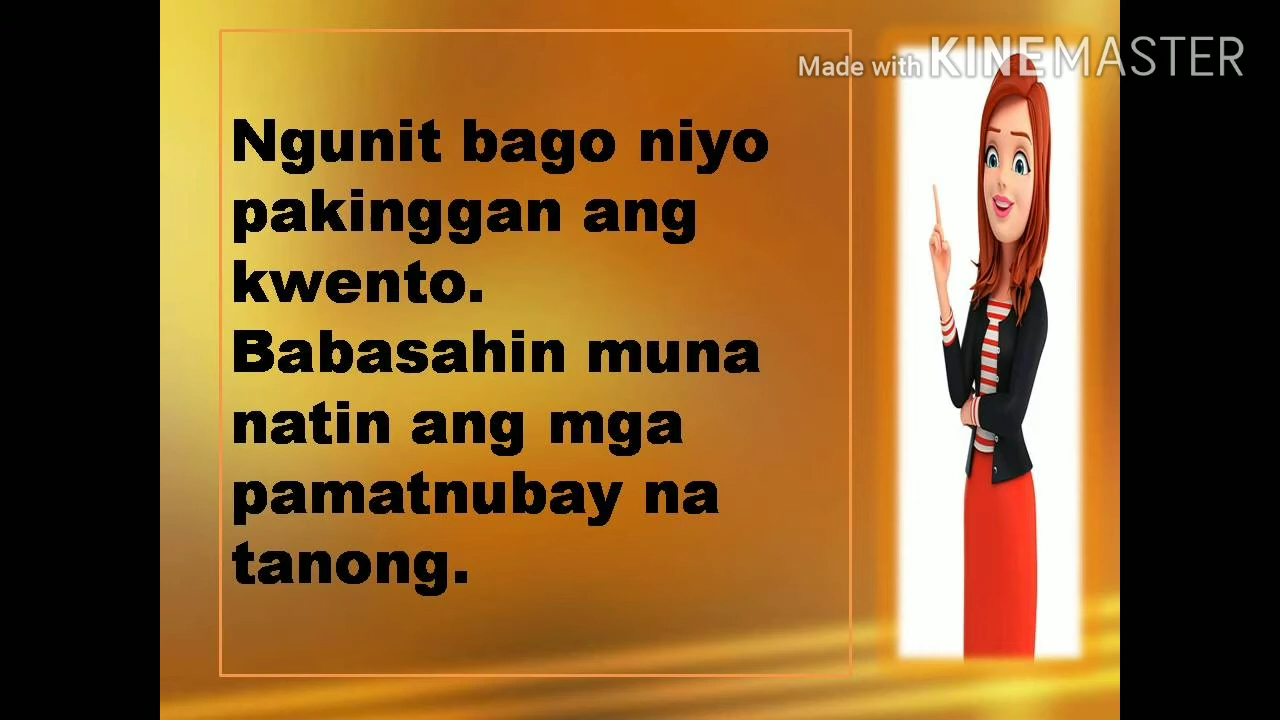 Made with KINEMASTER
Ngunit bago niyo
pakinggan ang
kwento.
Babasahin muna
natin ang mga
pamatnubay na
tanong.